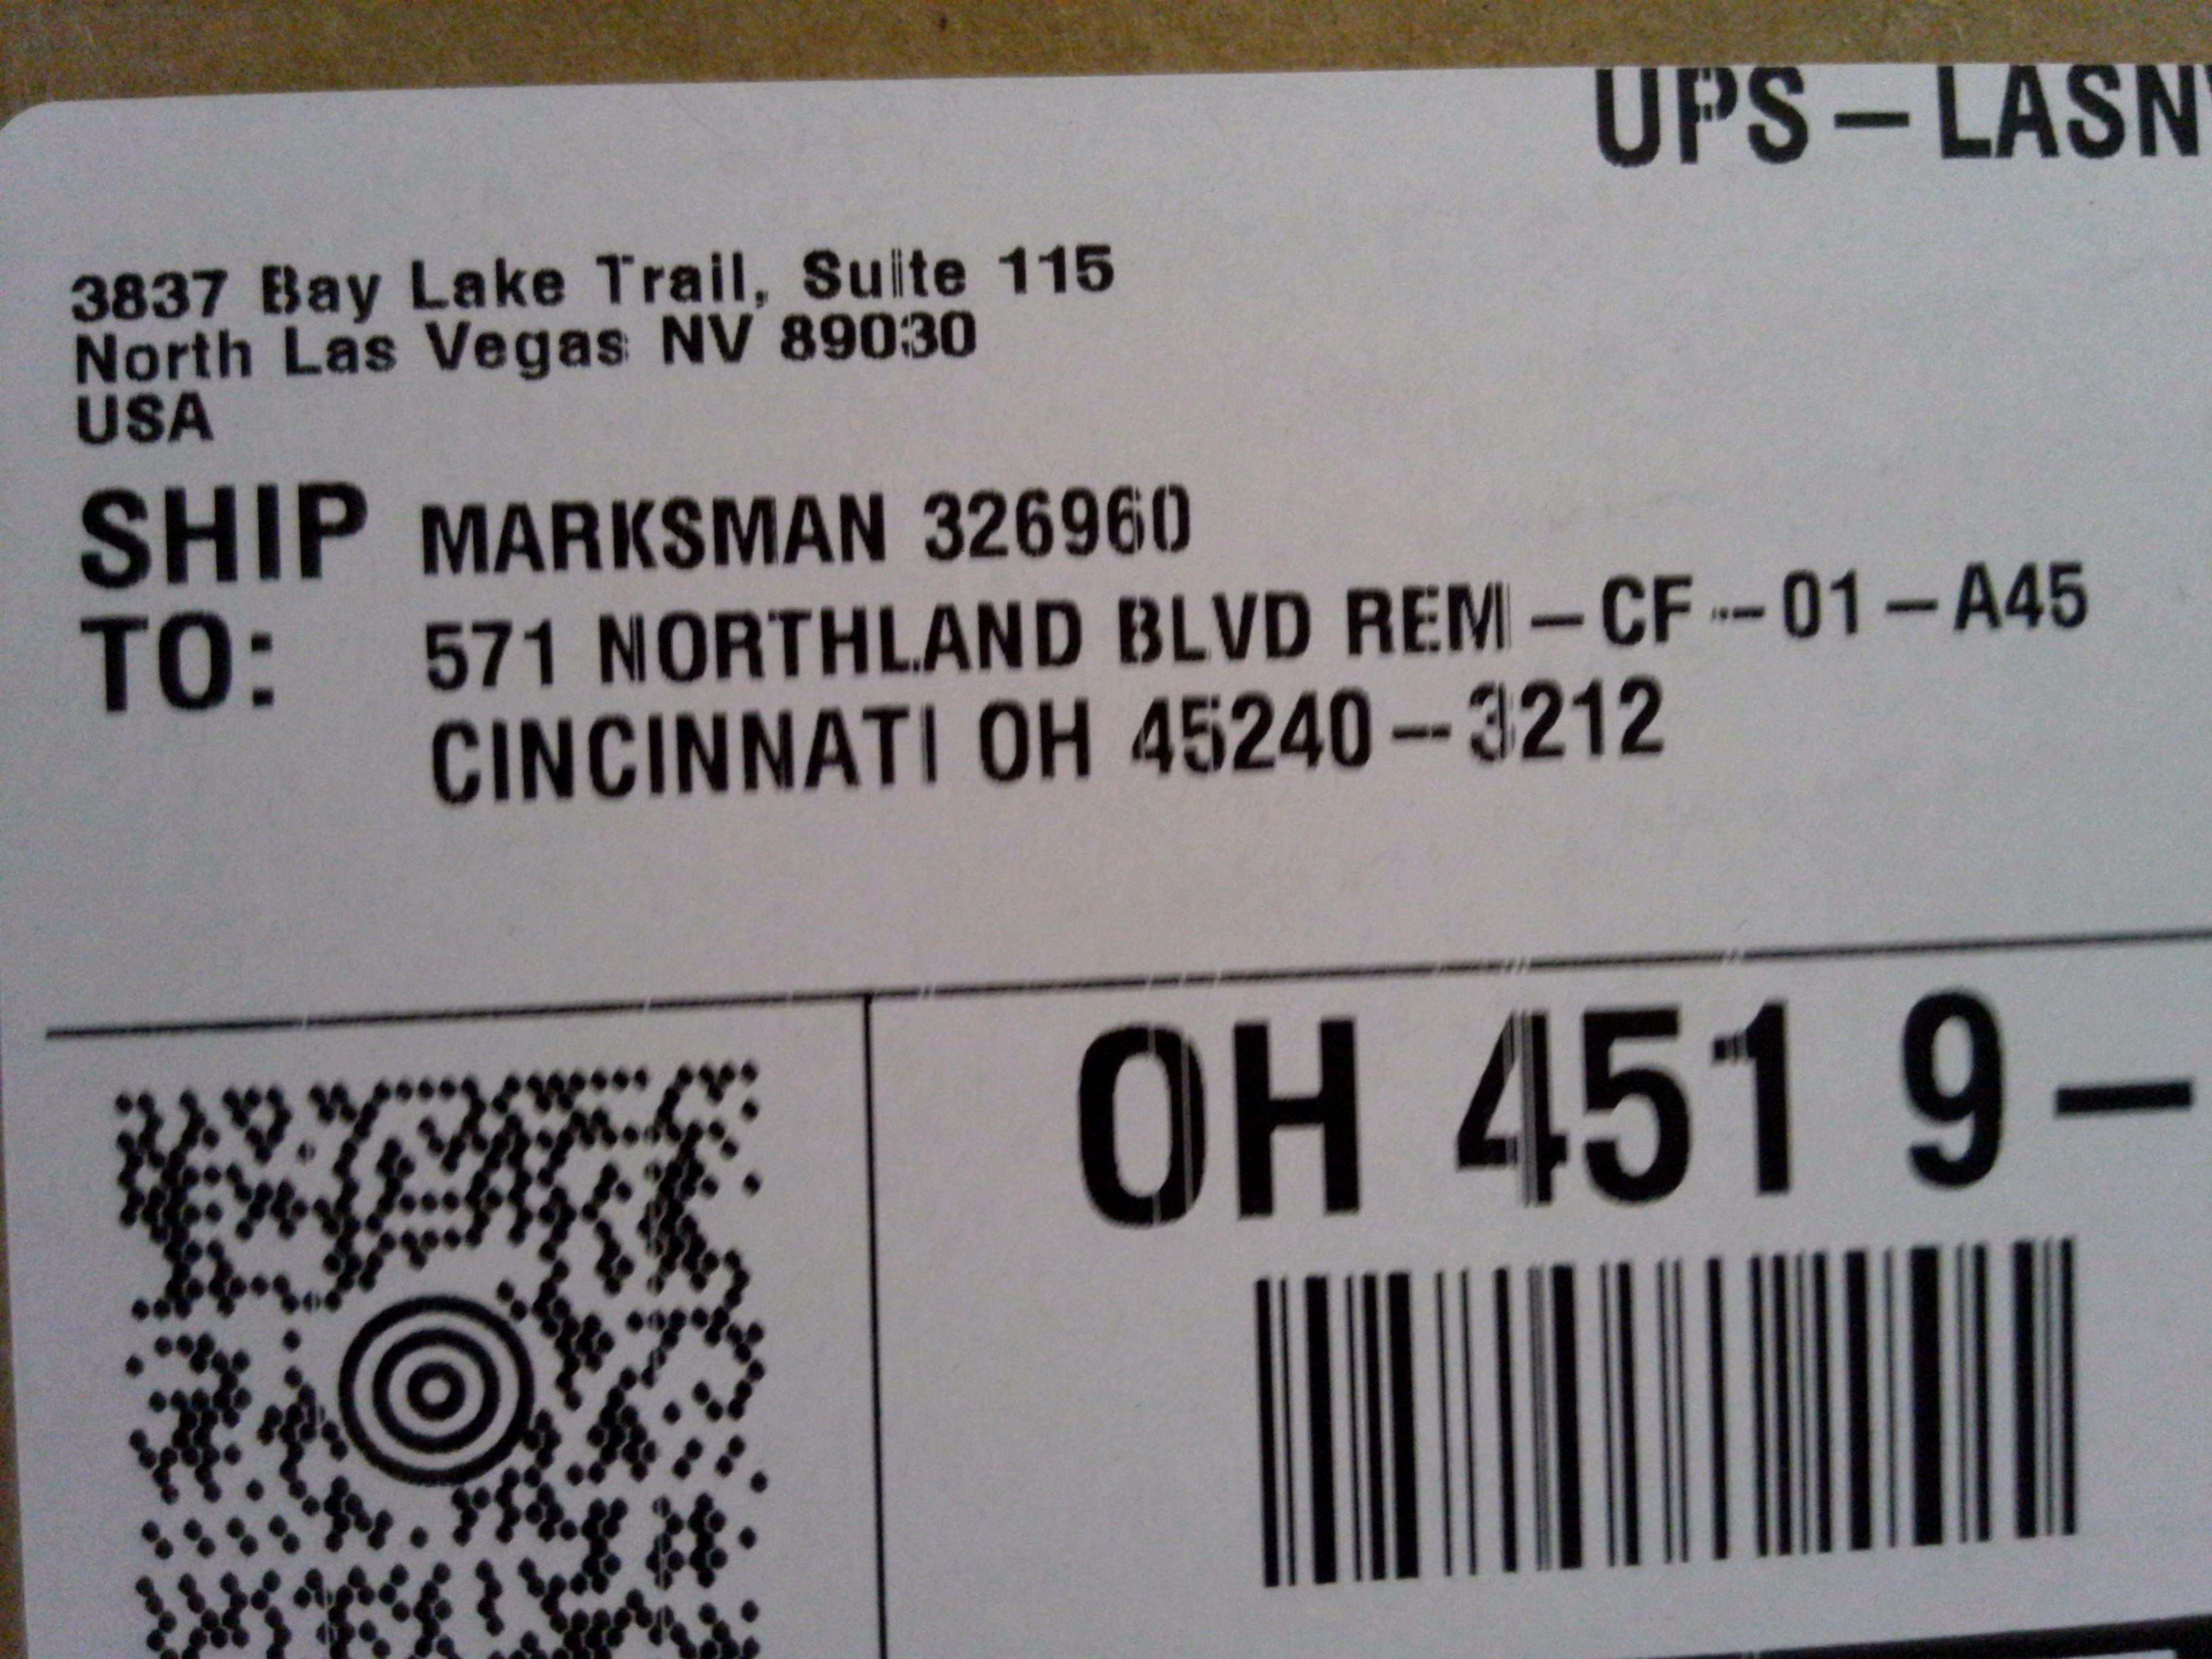 UPS - LASN
3837 Bay Lake Trail, Suite 115
North Las Vegas NV 89030
USA
SHIP TO: MARKSMAN 326960
571 NORTHLAND BLVD REM - CF - 01 - A45
CINCINNATI OH 45240 - 3212
OH 451 9 -